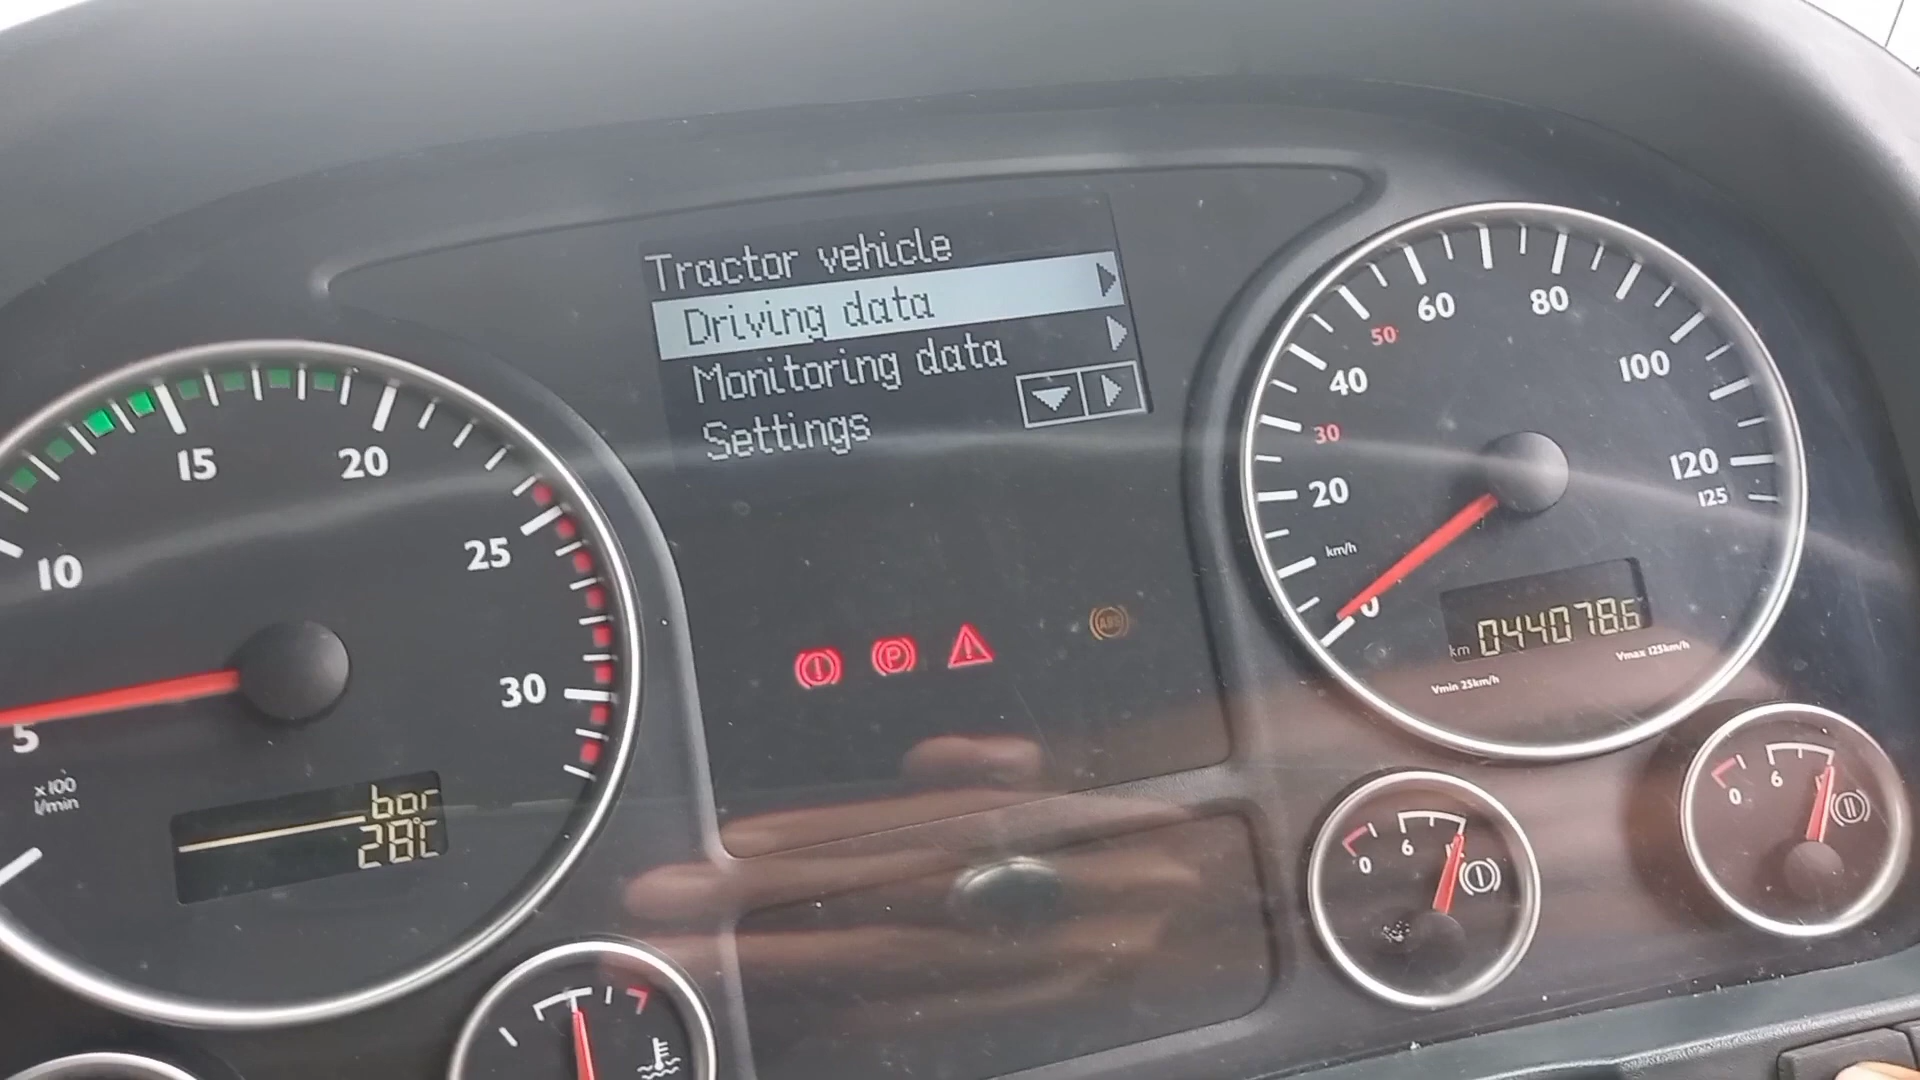 Tractor vehicle
Driving data
Monitoring data
Settings
5
10
15
20
25
30
x100
l/min
bar
28°C
P
ABS
0
20
30
40
50
60
80
100
120
125
km/h
km 044078.6
Vmin 25km/h
Vmax 125km/h
0
6
0
6